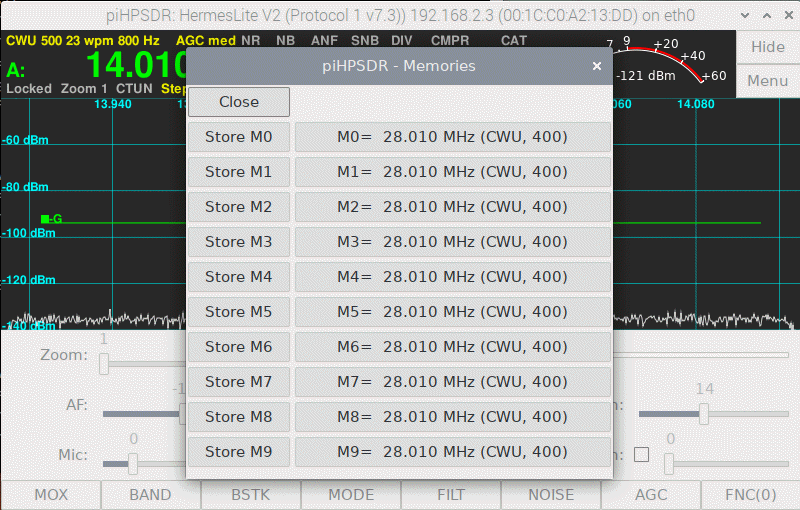 piHPSDR: HermesLite V2 (Protocol 1 v7.3)) 192.168.2.3 (00:1C:C0:A2:13:DD) on eth0
CWU 500 23 wpm 800 Hz AGC med NR NB ANF SNB DIV CMPR CAT
A: 14.010
Locked Zoom 1 CTUN
7 9 +20 +40 +60
-121 dBm
Hide
Menu
13.940 14.080
-60 dBm
-80 dBm
-G
-100 dBm
-120 dBm
-140 dBm
piHPSDR - Memories
Close
Store M0 M0= 28.010 MHz (CWU, 400)
Store M1 M1= 28.010 MHz (CWU, 400)
Store M2 M2= 28.010 MHz (CWU, 400)
Store M3 M3= 28.010 MHz (CWU, 400)
Store M4 M4= 28.010 MHz (CWU, 400)
Store M5 M5= 28.010 MHz (CWU, 400)
Store M6 M6= 28.010 MHz (CWU, 400)
Store M7 M7= 28.010 MHz (CWU, 400)
Store M8 M8= 28.010 MHz (CWU, 400)
Store M9 M9= 28.010 MHz (CWU, 400)
Zoom: 1
AF: 14
Mic: 0 0
MOX BAND BSTK MODE FILT NOISE AGC FNC(0)